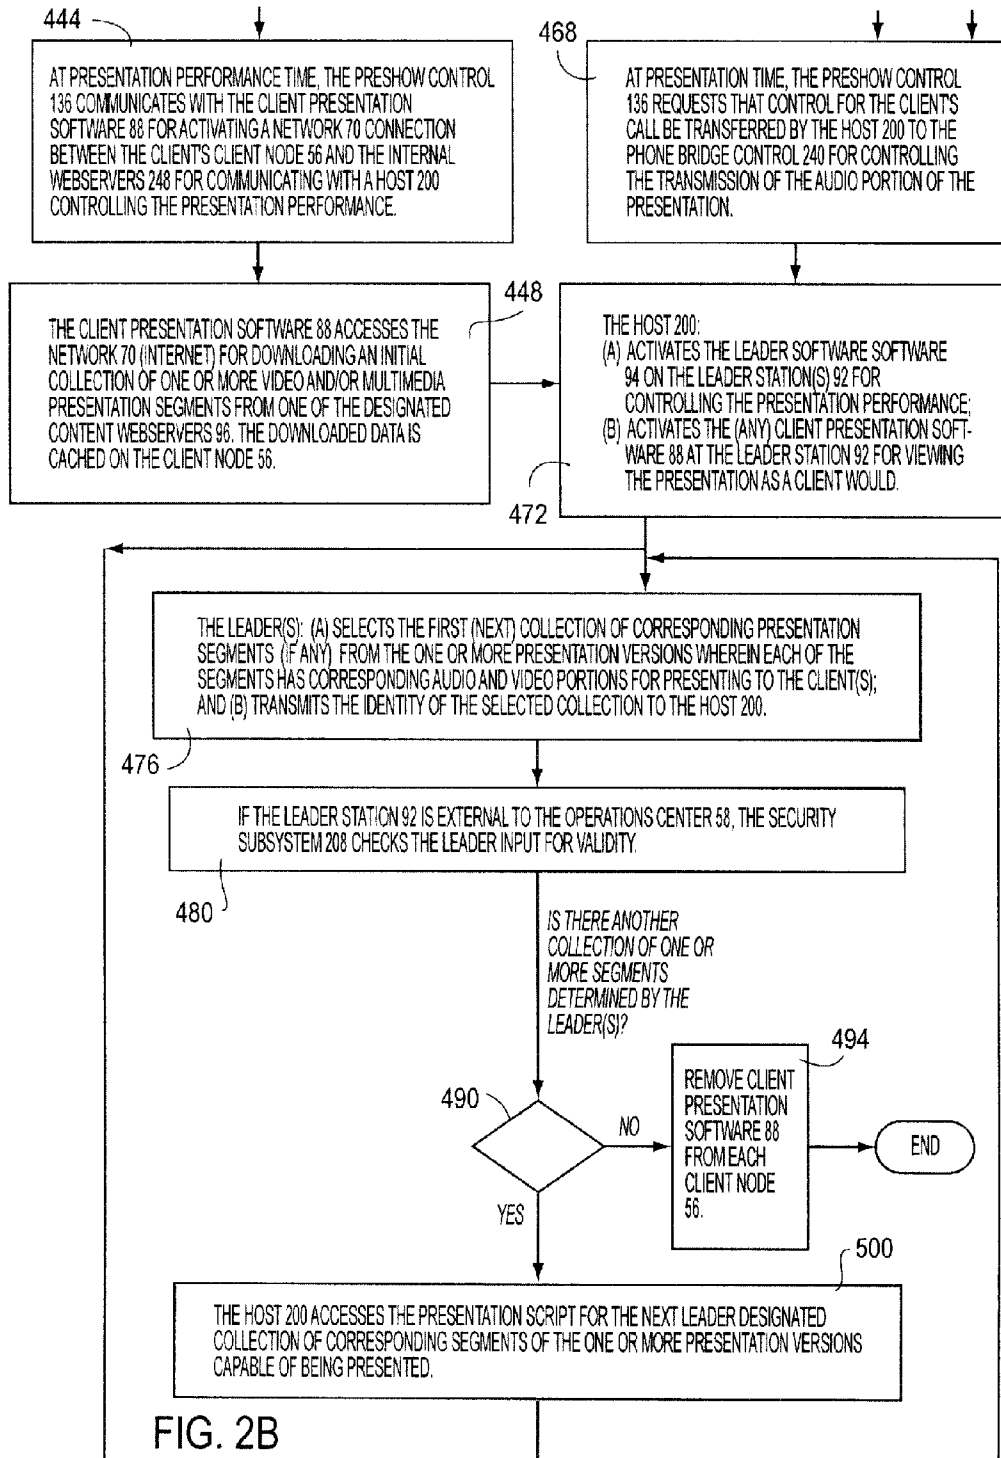 444
AT PRESENTATION PERFORMANCE TIME, THE PRESHOW CONTROL
136 COMMUNICATES WITH THE CLIENT PRESENTATION
SOFTWARE 88 FOR ACTIVATING A NETWORK 70 CONNECTION
BETWEEN THE CLIENT'S CLIENT NODE 56 AND THE INTERNAL
WEBSERVERS 248 FOR COMMUNICATING WITH A HOST 200
CONTROLLING THE PRESENTATION PERFORMANCE.
468
AT PRESENTATION TIME, THE PRESHOW CONTROL
136 REQUESTS THAT CONTROL FOR THE CLIENT'S
CALL BE TRANSFERRED BY THE HOST 200 TO THE
PHONE BRIDGE CONTROL 240 FOR CONTROLLING
THE TRANSMISSION OF THE AUDIO PORTION OF THE
PRESENTATION.
448
THE CLIENT PRESENTATION SOFTWARE 88 ACCESSES THE
NETWORK 70 (INTERNET) FOR DOWNLOADING AN INITIAL
COLLECTION OF ONE OR MORE VIDEO AND/OR MULTIMEDIA
PRESENTATION SEGMENTS FROM ONE OF THE DESIGNATED
CONTENT WEBSERVERS 96. THE DOWNLOADED DATA IS
CACHED ON THE CLIENT NODE 56.
THE HOST 200:
(A) ACTIVATES THE LEADER SOFTWARE SOFTWARE
94 ON THE LEADER STATION(S) 92 FOR
CONTROLLING THE PRESENTATION PERFORMANCE;
(B) ACTIVATES THE (ANY) CLIENT PRESENTATION SOFT-
WARE 88 AT THE LEADER STATION 92 FOR VIEWING
THE PRESENTATION AS A CLIENT WOULD.
472
THE LEADER(S): (A) SELECTS THE FIRST (NEXT) COLLECTION OF CORRESPONDING PRESENTATION
SEGMENTS (IF ANY) FROM THE ONE OR MORE PRESENTATION VERSIONS WHEREIN EACH OF THE
SEGMENTS HAS CORRESPONDING AUDIO AND VIDEO PORTIONS FOR PRESENTING TO THE CLIENT(S);
AND (B) TRANSMITS THE IDENTITY OF THE SELECTED COLLECTION TO THE HOST 200.
476
IF THE LEADER STATION 92 IS EXTERNAL TO THE OPERATIONS CENTER 58, THE SECURITY
SUBSYSTEM 208 CHECKS THE LEADER INPUT FOR VALIDITY.
480
IS THERE ANOTHER
COLLECTION OF ONE OR
MORE SEGMENTS
DETERMINED BY THE
LEADER(S)?
490
NO
YES
494
REMOVE CLIENT
PRESENTATION
SOFTWARE 88
FROM EACH
CLIENT NODE
56.
END
500
THE HOST 200 ACCESSES THE PRESENTATION SCRIPT FOR THE NEXT LEADER DESIGNATED
COLLECTION OF CORRESPONDING SEGMENTS OF THE ONE OR MORE PRESENTATION VERSIONS
CAPABLE OF BEING PRESENTED.
FIG. 2B